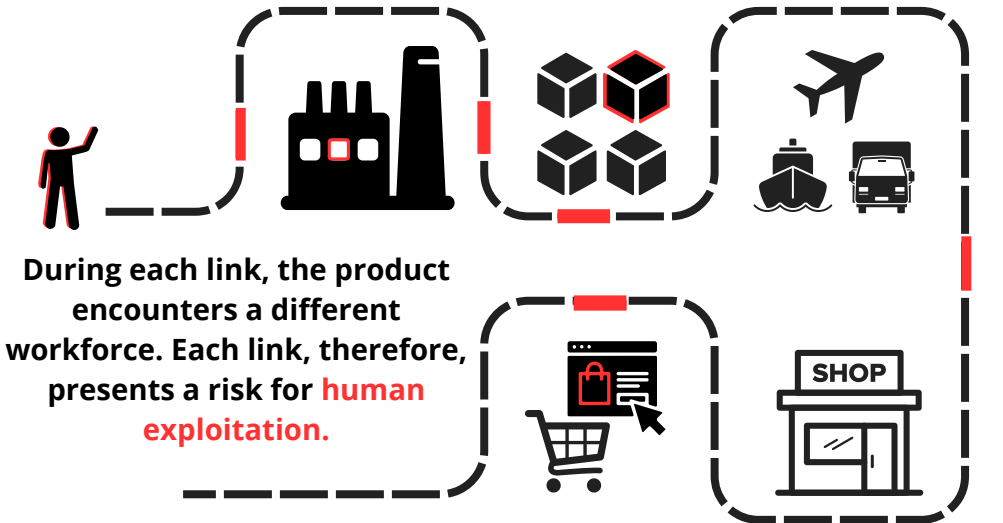 During each link, the product
encounters a different
workforce. Each link, therefore,
presents a risk for human
exploitation.
SHOP